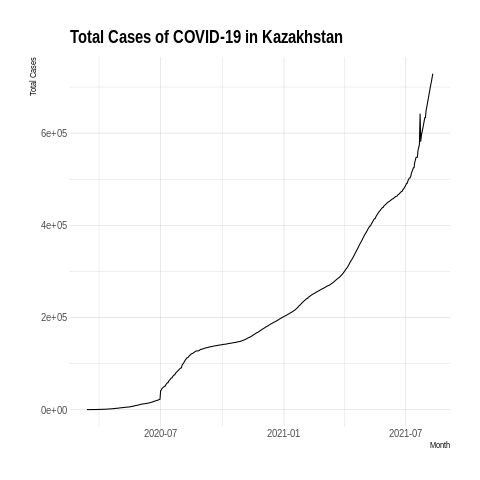 Total Cases of COVID-19 in Kazakhstan
Total Cases
6e+05
4e+05
2e+05
0e+00
2020-07
2021-01
2021-07
Month